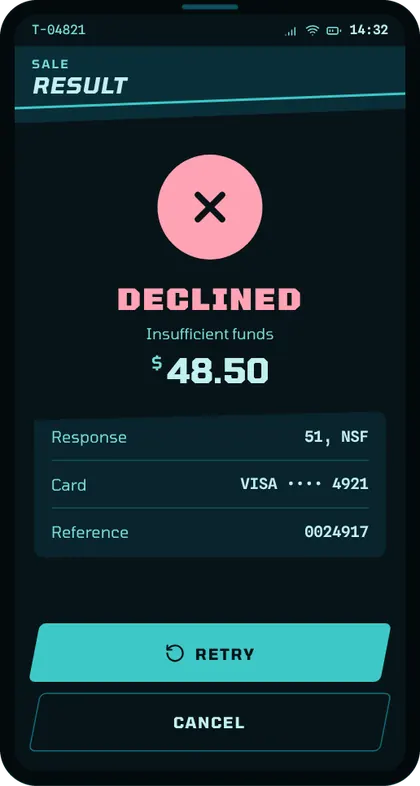 T-04821 14:32
SALE
RESULT
DECLINED
Insufficient funds
$48.50
Response 51, NSF
Card VISA •••• 4921
Reference 0024917
RETRY
CANCEL